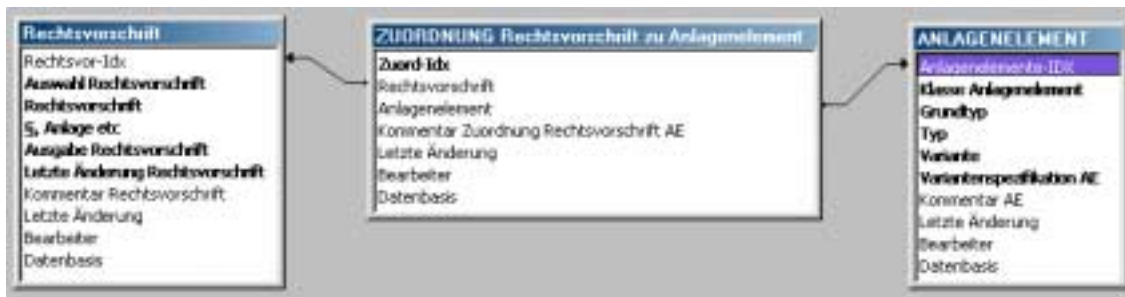 Rechtsvorschrift
Rechtsvor-Idx
Auswahl Rechtsvorschrift
Rechtsvorschrift
§, Anlage etc
Ausgabe Rechtsvorschrift
Letzte Änderung Rechtsvorschrift
Kommentar Rechtsvorschrift
Letzte Änderung
Bearbeiter
Datenbasis
ZUORDNUNG Rechtsvorschrift zu Anlagenelement
Zuord-Idx
Rechtsvorschrift
Anlagenelement
Kommentar Zuordnung Rechtsvorschrift AE
Letzte Änderung
Bearbeiter
Datenbasis
ANLAGENELEMENT
Anlagenelemente-IDX
Klasse Anlagenelement
Grundtyp
Typ
Variante
Variantenspezifikation AE
Kommentar AE
Letzte Änderung
Bearbeiter
Datenbasis